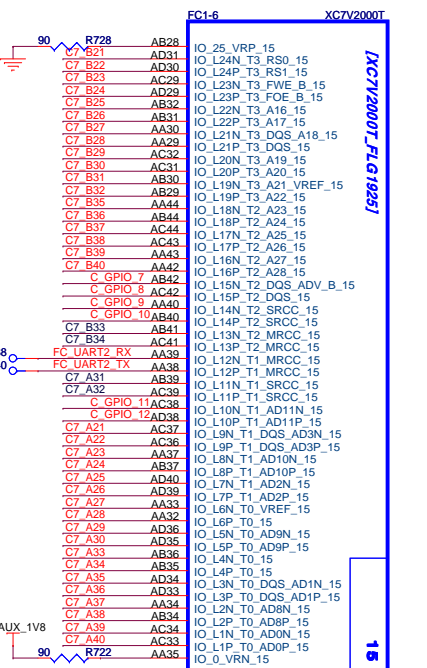 FC1-6 XC7V2000T
90 R728 AB28 IO_25_VRP_15
C7_B21 AD31 IO_L24N_T3_RS0_15
C7_B22 AD30 IO_L24P_T3_RS1_15
C7_B23 AC29 IO_L23N_T3_FWE_B_15
C7_B24 AD29 IO_L23P_T3_FOE_B_15
C7_B25 AB32 IO_L22N_T3_A16_15
C7_B26 AB31 IO_L22P_T3_A17_15
C7_B27 AA30 IO_L21N_T3_DQS_A18_15
C7_B28 AA29 IO_L21P_T3_DQS_15
C7_B29 AC32 IO_L20N_T3_A19_15
C7_B30 AC31 IO_L20P_T3_A20_15
C7_B31 AB30 IO_L19N_T3_A21_VREF_15
C7_B32 AB29 IO_L19P_T3_A22_15
C7_B35 AA44 IO_L18N_T2_A23_15
C7_B36 AB44 IO_L18P_T2_A24_15
C7_B37 AC44 IO_L17N_T2_A25_15
C7_B38 AC43 IO_L17P_T2_A26_15
C7_B39 AA43 IO_L16N_T2_A27_15
C7_B40 AA42 IO_L16P_T2_A28_15
C_GPIO_7 AB42 IO_L15N_T2_DQS_ADV_B_15
C_GPIO_8 AC42 IO_L15P_T2_DQS_15
C_GPIO_9 AA40 IO_L14N_T2_SRCC_15
C_GPIO_10 AB40 IO_L14P_T2_SRCC_15
C7_B33 AB41 IO_L13N_T2_MRCC_15
C7_B34 AC41 IO_L13P_T2_MRCC_15
8 FC_UART2_RX AA39 IO_L12N_T1_MRCC_15
0 FC_UART2_TX AA38 IO_L12P_T1_MRCC_15
C7_A31 AB39 IO_L11N_T1_SRCC_15
C7_A32 AC39 IO_L11P_T1_SRCC_15
C_GPIO_11 AC38 IO_L10N_T1_AD11N_15
C_GPIO_12 AD38 IO_L10P_T1_AD11P_15
C7_A21 AC37 IO_L9N_T1_DQS_AD3N_15
C7_A22 AC36 IO_L9P_T1_DQS_AD3P_15
C7_A23 AA37 IO_L8N_T1_AD10N_15
C7_A24 AB37 IO_L8P_T1_AD10P_15
C7_A25 AD40 IO_L7N_T1_AD2N_15
C7_A26 AD39 IO_L7P_T1_AD2P_15
C7_A27 AA33 IO_L6N_T0_VREF_15
C7_A28 AA32 IO_L6P_T0_15
C7_A29 AD36 IO_L5N_T0_AD9N_15
C7_A30 AD35 IO_L5P_T0_AD9P_15
C7_A33 AB36 IO_L4N_T0_15
C7_A34 AB35 IO_L4P_T0_15
C7_A35 AD34 IO_L3N_T0_DQS_AD1N_15
C7_A36 AD33 IO_L3P_T0_DQS_AD1P_15
C7_A37 AA34 IO_L2N_T0_AD8N_15
C7_A38 AB34 IO_L2P_T0_AD8P_15
AUX_1V8 C7_A39 AC34 IO_L1N_T0_AD0N_15
C7_A40 AC33 IO_L1P_T0_AD0P_15
90 R722 AA35 IO_0_VRN_15
[XC7V2000T_FLG1925]
15